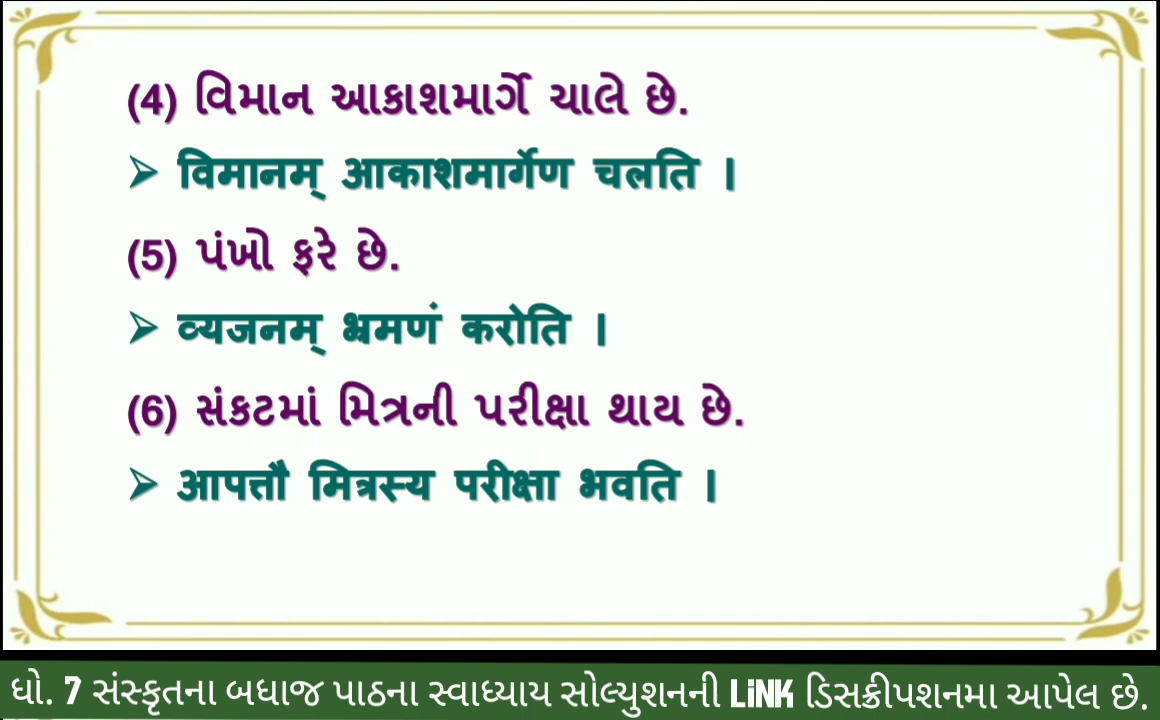 (4) વિમાન આકાશમાર્ગે ચાલે છે.
➢ विमानम् आकाशमार्गेण चलति ।
(5) પંખો ફરે છે.
➢ व्यजनम् भ्रमणं करोति ।
(6) સંકટમાં મિત્રની પરીક્ષા થાય છે.
➢ आपत्तौ मित्रस्य परीक्षा भवति ।
ધો. 7 સંસ્કૃતના બધાજ પાઠના સ્વાધ્યાય સોલ્યુશનની LiNK ડિસક્રીપશનમા આપેલ છે.